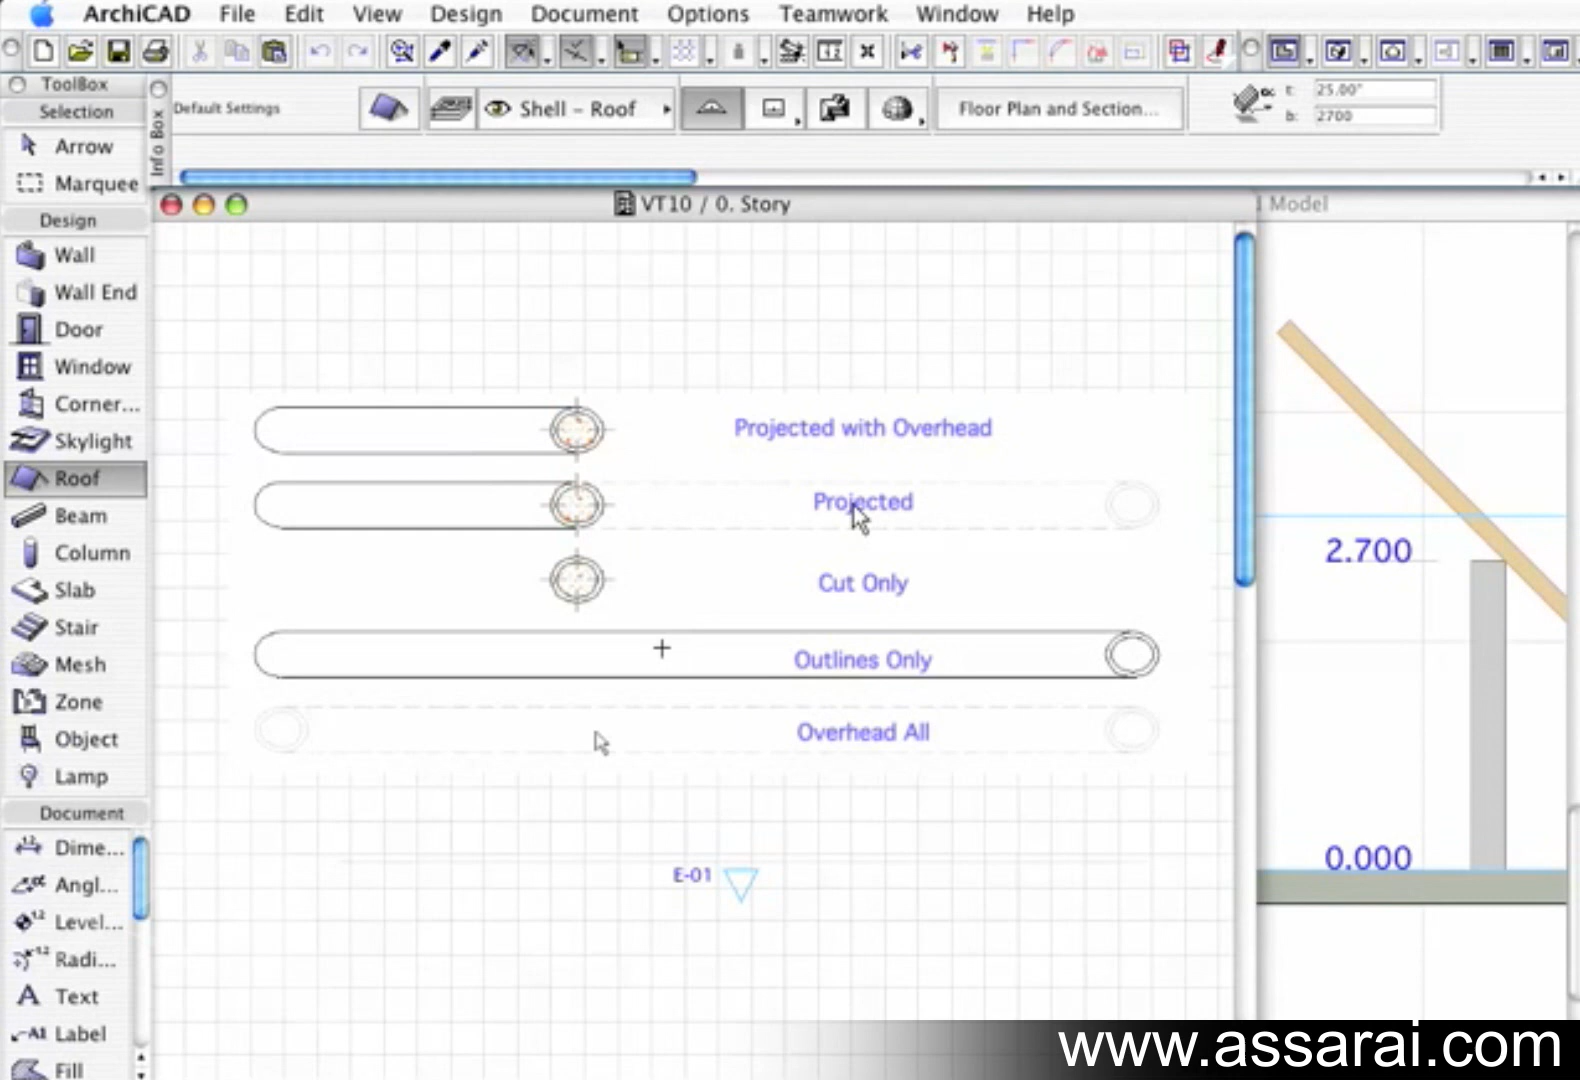 ArchiCAD File Edit View Design Document Options Teamwork Window Help
ToolBox
Selection
Arrow
Marquee
Design
Wall
Wall End
Door
Window
Corner...
Skylight
Roof
Beam
Column
Slab
Stair
Mesh
Zone
Object
Lamp
Document
Dime...
Angl...
Level...
Radi...
A Text
A1 Label
Fill
Info Box
Default Settings
Shell - Roof
Floor Plan and Section...
t: 25.00°
b: 2700
VT10 / 0. Story
Model
Projected with Overhead
Projected
Cut Only
Outlines Only
Overhead All
E-01
2.700
0.000
www.assarai.com